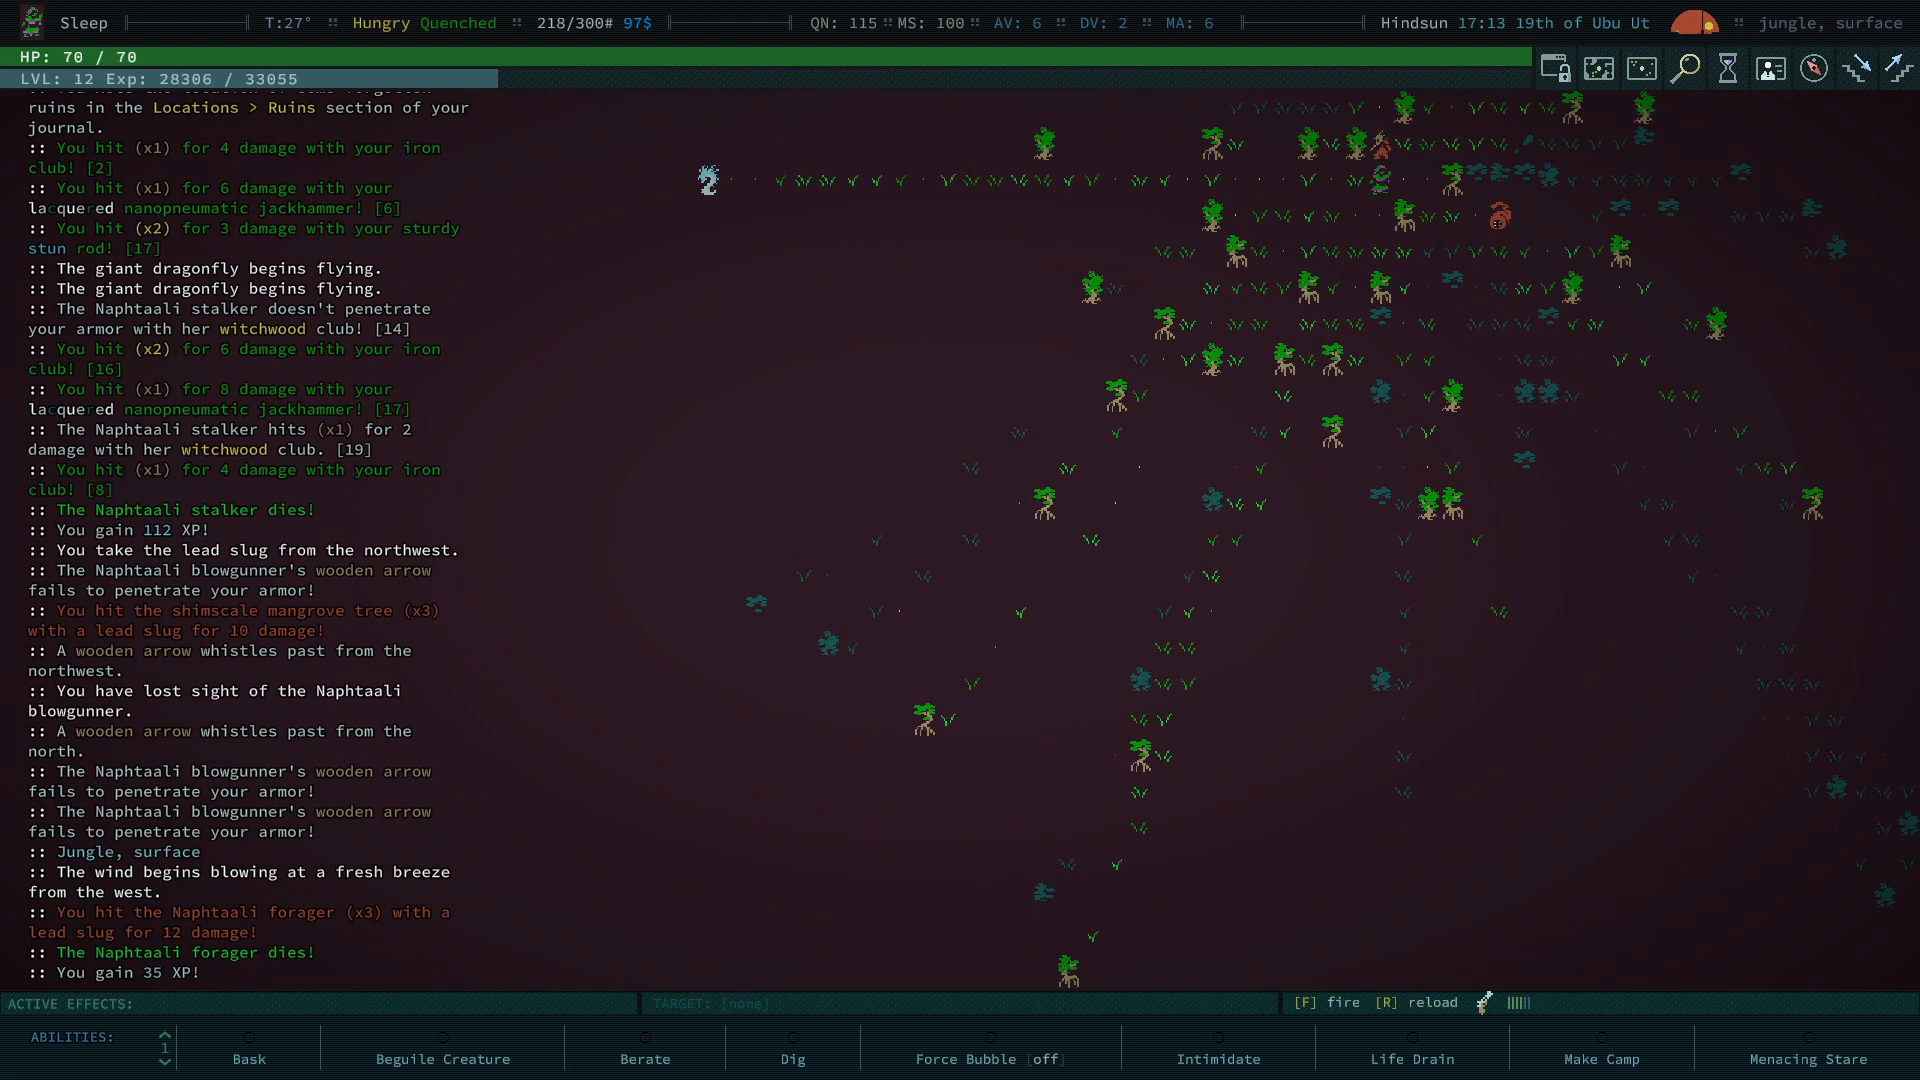 Sleep T:27° Hungry Quenched 218/300# 97$ QN: 115 MS: 100 AV: 6 DV: 2 MA: 6 Hindsun 17:13 19th of Ubu Ut jungle, surface
HP: 70 / 70
LVL: 12 Exp: 28306 / 33055
ruins in the Locations > Ruins section of your
journal.
:: You hit (x1) for 4 damage with your iron
club! [2]
:: You hit (x1) for 6 damage with your
lacquered nanopneumatic jackhammer! [6]
:: You hit (x2) for 3 damage with your sturdy
stun rod! [17]
:: The giant dragonfly begins flying.
:: The giant dragonfly begins flying.
:: The Naphtaali stalker doesn't penetrate
your armor with her witchwood club! [14]
:: You hit (x2) for 6 damage with your iron
club! [16]
:: You hit (x1) for 8 damage with your
lacquered nanopneumatic jackhammer! [17]
:: The Naphtaali stalker hits (x1) for 2
damage with her witchwood club. [19]
:: You hit (x1) for 4 damage with your iron
club! [8]
:: The Naphtaali stalker dies!
:: You gain 112 XP!
:: You take the lead slug from the northwest.
:: The Naphtaali blowgunner's wooden arrow
fails to penetrate your armor!
:: You hit the shimscale mangrove tree (x3)
with a lead slug for 10 damage!
:: A wooden arrow whistles past from the
northwest.
:: You have lost sight of the Naphtaali
blowgunner.
:: A wooden arrow whistles past from the
north.
:: The Naphtaali blowgunner's wooden arrow
fails to penetrate your armor!
:: The Naphtaali blowgunner's wooden arrow
fails to penetrate your armor!
:: Jungle, surface
:: The wind begins blowing at a fresh breeze
from the west.
:: You hit the Naphtaali forager (x3) with a
lead slug for 12 damage!
:: The Naphtaali forager dies!
:: You gain 35 XP!
ACTIVE EFFECTS: TARGET: [none] [F] fire [R] reload
ABILITIES: 1 Bask Beguile Creature Berate Dig Force Bubble [off] Intimidate Life Drain Make Camp Menacing Stare